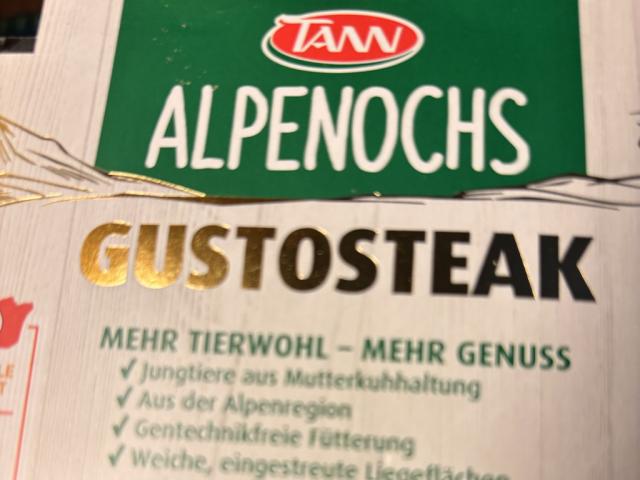 TANN
ALPENOCHS
GUSTOSTEAK
MEHR TIERWOHL – MEHR GENUSS
✓ Jungtiere aus Mutterkuhhaltung
✓ Aus der Alpenregion
✓ Gentechnikfreie Fütterung
✓ Weiche, eingestreute Liegeflächen